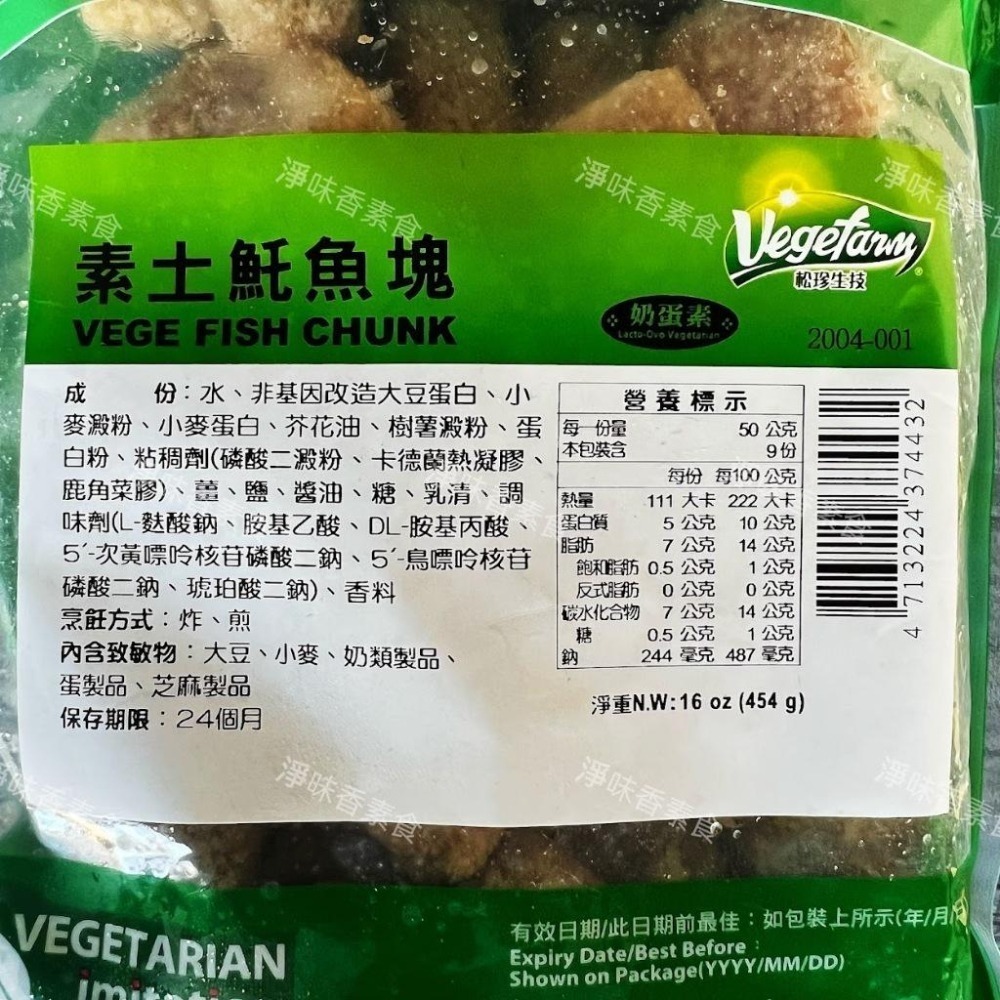 淨味香素食
淨味香素食
淨味香素食
Vegefarm
松珍生技
素土魠魚塊
VEGE FISH CHUNK
奶蛋素
Lacto-Ovo Vegetarian
2004-001
成 份：水、非基因改造大豆蛋白、小
麥澱粉、小麥蛋白、芥花油、樹薯澱粉、蛋
白粉、粘稠劑(磷酸二澱粉、卡德蘭熱凝膠、
鹿角菜膠)、薑、鹽、醬油、糖、乳清、調
味劑(L-麩酸鈉、胺基乙酸、DL-胺基丙酸、
5´-次黃嘌呤核苷磷酸二鈉、5´-鳥嘌呤核苷
磷酸二鈉、琥珀酸二鈉)、香料
烹飪方式：炸、煎
內含致敏物：大豆、小麥、奶類製品、
蛋製品、芝麻製品
保存期限：24個月
營養標示
每一份量 50 公克
本包裝含 9份
每份 每100公克
熱量 111 大卡 222 大卡
蛋白質 5 公克 10 公克
脂肪 7 公克 14 公克
飽和脂肪 0.5 公克 1公克
反式脂肪 0 公克 0 公克
碳水化合物 7 公克 14 公克
糖 0.5 公克 1公克
鈉 244 毫克 487 毫克
淨重N.W:16 oz (454 g)
4 713224 374432
淨味香素食
淨味香素食
淨味香素食
VEGETARIAN
有效日期/此日期前最佳：如包裝上所示(年/月/日
Expiry Date/Best Before：
Shown on Package(YYYY/MM/DD)